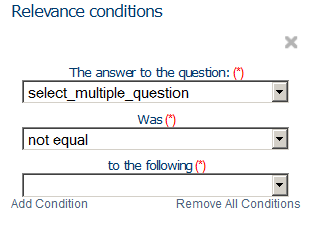 Relevance conditions
The answer to the question: (*)
select_multiple_question
Was (*)
not equal
to the following (*)
Add Condition Remove All Conditions